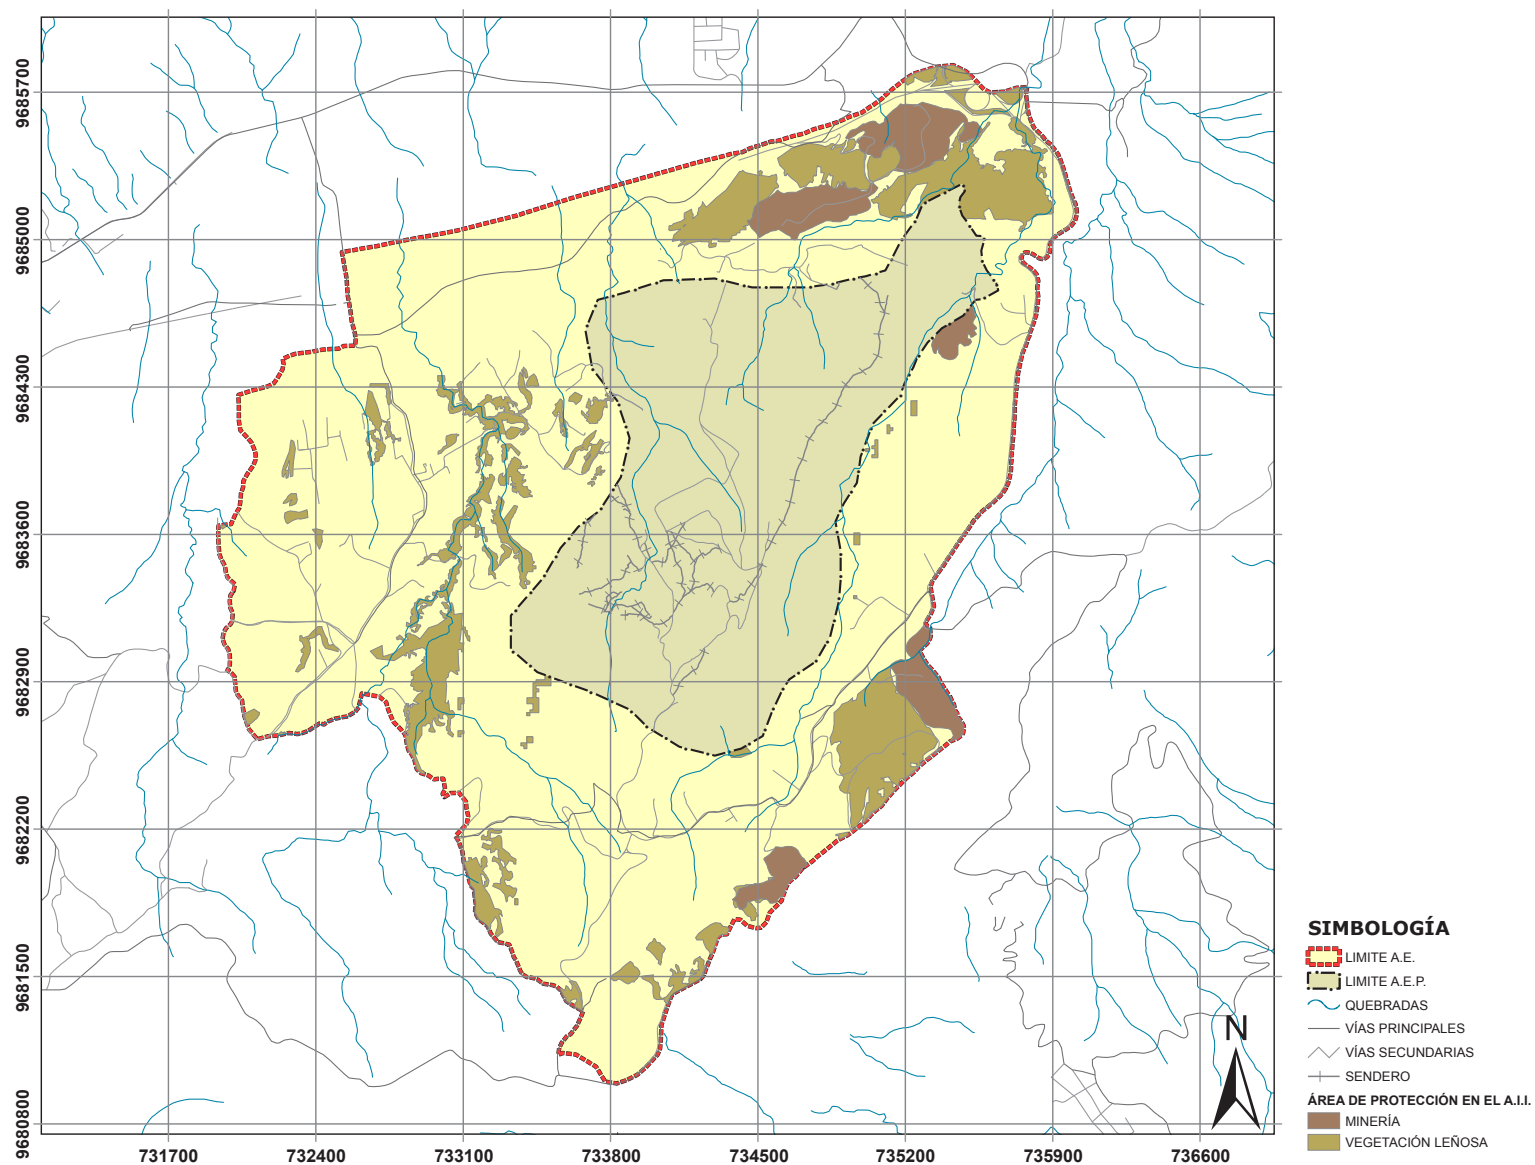 9685700
9685000
9684300
9683600
9682900
9682200
9681500
9680800
731700 732400 733100 733800 734500 735200 735900 736600
SIMBOLOGÍA
LIMITE A.E.
LIMITE A.E.P.
QUEBRADAS
VÍAS PRINCIPALES
VÍAS SECUNDARIAS
SENDERO
ÁREA DE PROTECCIÓN EN EL A.I.I.
MINERÍA
VEGETACIÓN LEÑOSA
N